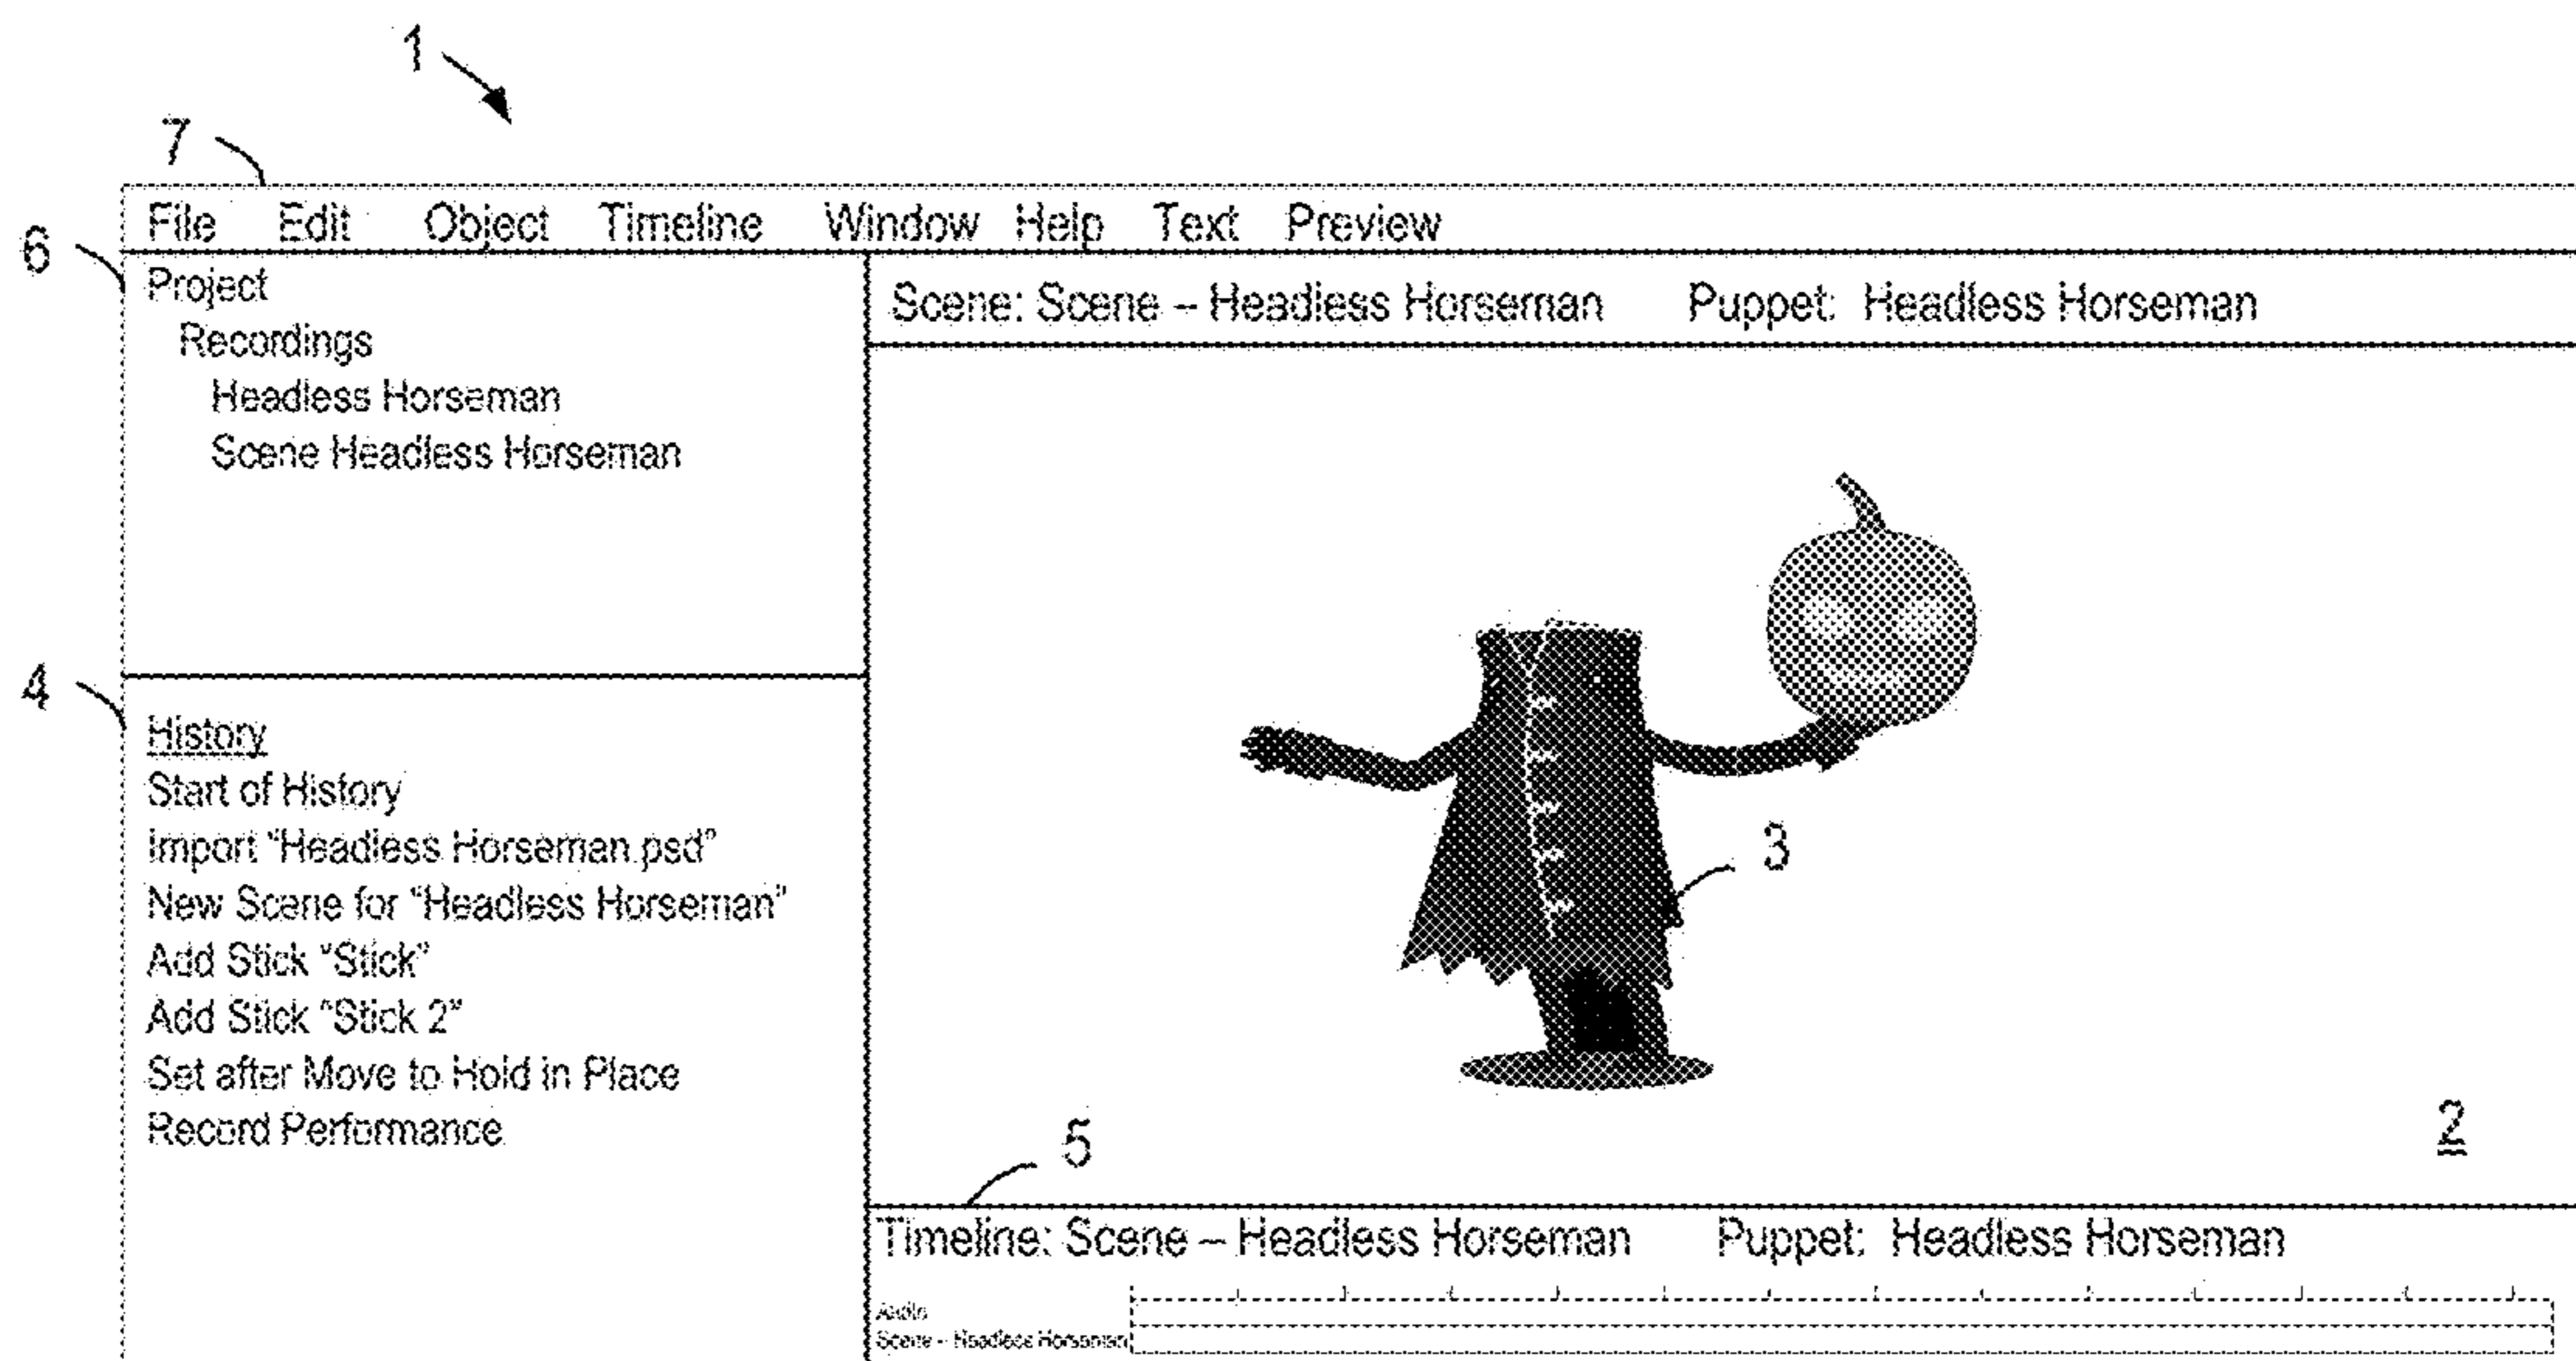 1
7
File Edit Object Timeline Window Help Text Preview
6
Project
Recordings
Headless Horseman
Scene Headless Horseman
Scene: Scene – Headless Horseman Puppet: Headless Horseman
4
History
Start of History
Import “Headless Horseman.psd”
New Scene for “Headless Horseman”
Add Stick “Stick”
Add Stick “Stick 2”
Set after Move to Hold in Place
Record Performance
3
2
5
Timeline: Scene – Headless Horseman Puppet: Headless Horseman
Audio
Scene – Headless Horseman